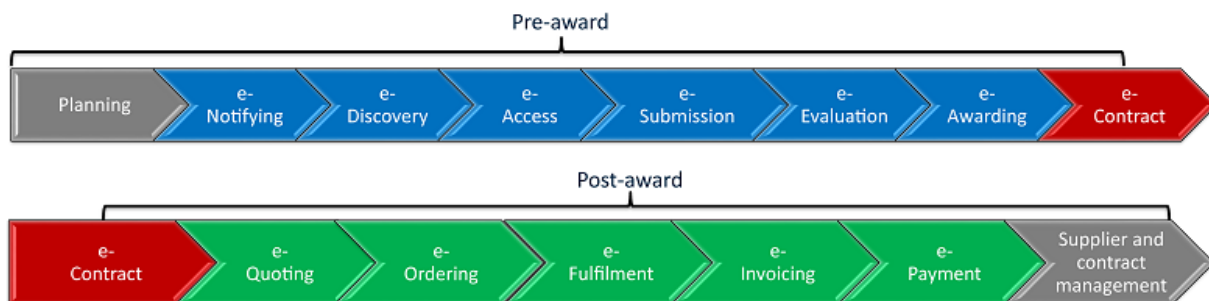 Pre-award
Planning
e-
Notifying
e-
Discovery
e-
Access
e-
Submission
e-
Evaluation
e-
Awarding
e-
Contract
Post-award
e-
Contract
e-
Quoting
e-
Ordering
e-
Fulfilment
e-
Invoicing
e-
Payment
Supplier and
contract
management